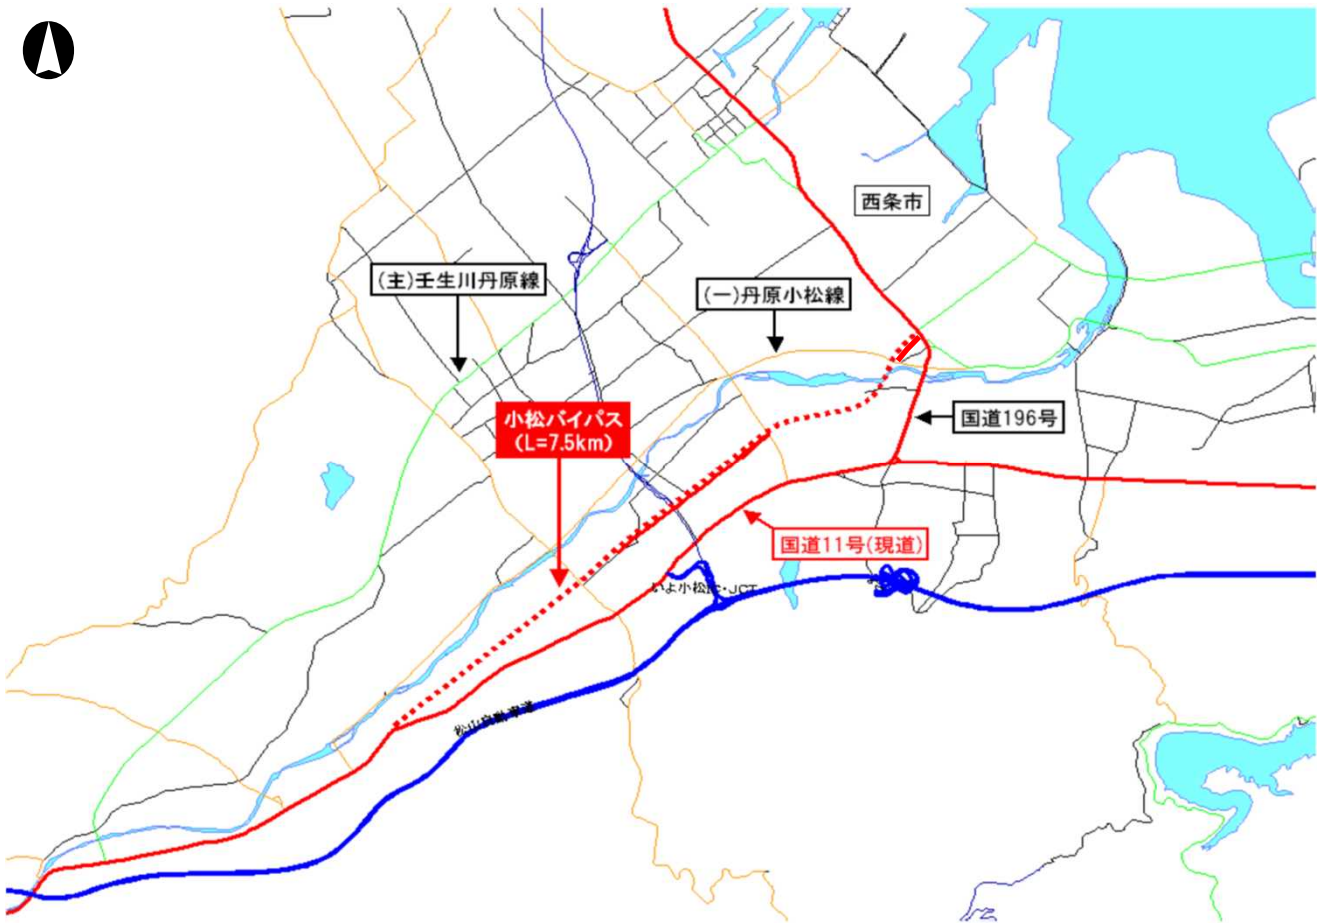 西条市
(主)壬生川丹原線
(一)丹原小松線
小松バイパス
(L=7.5km)
国道196号
国道11号(現道)
いよ小松IC・JCT
松山自動車道